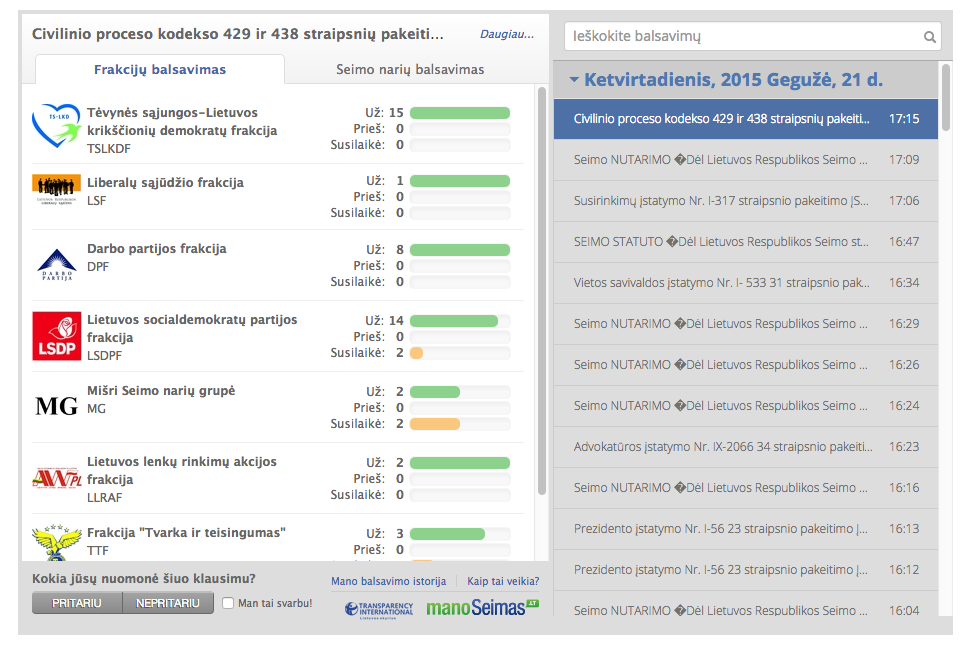 Civilinio proceso kodekso 429 ir 438 straipsnių pakeiti...
Daugiau...
Frakcijų balsavimas
Seimo narių balsavimas
TS-LKD
Tėvynės sąjungos-Lietuvos
krikščionių demokratų frakcija
TSLKDF
Už: 15
Prieš: 0
Susilaikė: 0
Liberalų sąjūdžio frakcija
LSF
Už: 1
Prieš: 0
Susilaikė: 0
DARBO
PARTIJA
Darbo partijos frakcija
DPF
Už: 8
Prieš: 0
Susilaikė: 0
LSDP
Lietuvos socialdemokratų partijos
frakcija
LSDPF
Už: 14
Prieš: 0
Susilaikė: 2
MG
Mišri Seimo narių grupė
MG
Už: 2
Prieš: 0
Susilaikė: 2
Lietuvos lenkų rinkimų akcijos
frakcija
LLRAF
Už: 2
Prieš: 0
Susilaikė: 0
Frakcija "Tvarka ir teisingumas"
TTF
Už: 3
Prieš: 0
Kokia jūsų nuomonė šiuo klausimu?
PRITARIU
NEPRITARIU
Man tai svarbu!
Mano balsavimo istorija
Kaip tai veikia?
TRANSPARENCY
INTERNATIONAL
manoSeimas.LT
Ieškokite balsavimų
Ketvirtadienis, 2015 Gegužė, 21 d.
Civilinio proceso kodekso 429 ir 438 straipsnių pakeiti... 17:15
Seimo NUTARIMO �Dėl Lietuvos Respublikos Seimo ... 17:09
Susirinkimų įstatymo Nr. I-317 straipsnio pakeitimo ĮS... 17:06
SEIMO STATUTO �Dėl Lietuvos Respublikos Seimo st... 16:47
Vietos savivaldos įstatymo Nr. I- 533 31 straipsnio pak... 16:34
Seimo NUTARIMO �Dėl Lietuvos Respublikos Seimo ... 16:29
Seimo NUTARIMO �Dėl Lietuvos Respublikos Seimo ... 16:26
Seimo NUTARIMO �Dėl Lietuvos Respublikos Seimo ... 16:24
Advokatūros įstatymo Nr. IX-2066 34 straipsnio pakeiti... 16:23
Seimo NUTARIMO �Dėl Lietuvos Respublikos Seimo ... 16:16
Prezidento įstatymo Nr. I-56 23 straipsnio pakeitimo Į... 16:13
Prezidento įstatymo Nr. I-56 23 straipsnio pakeitimo Į... 16:12
Seimo NUTARIMO �Dėl Lietuvos Respublikos Seimo ... 16:04